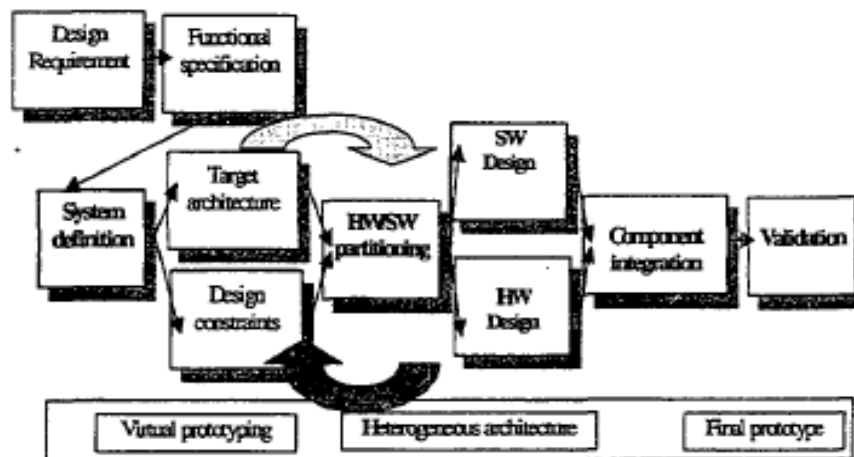 Design
Requirement
Functional
specification
System
definition
Target
architecture
Design
constraints
HW/SW
partitioning
SW
Design
HW
Design
Component
integration
Validation
Virtual prototyping
Heterogeneous architecture
Final prototype